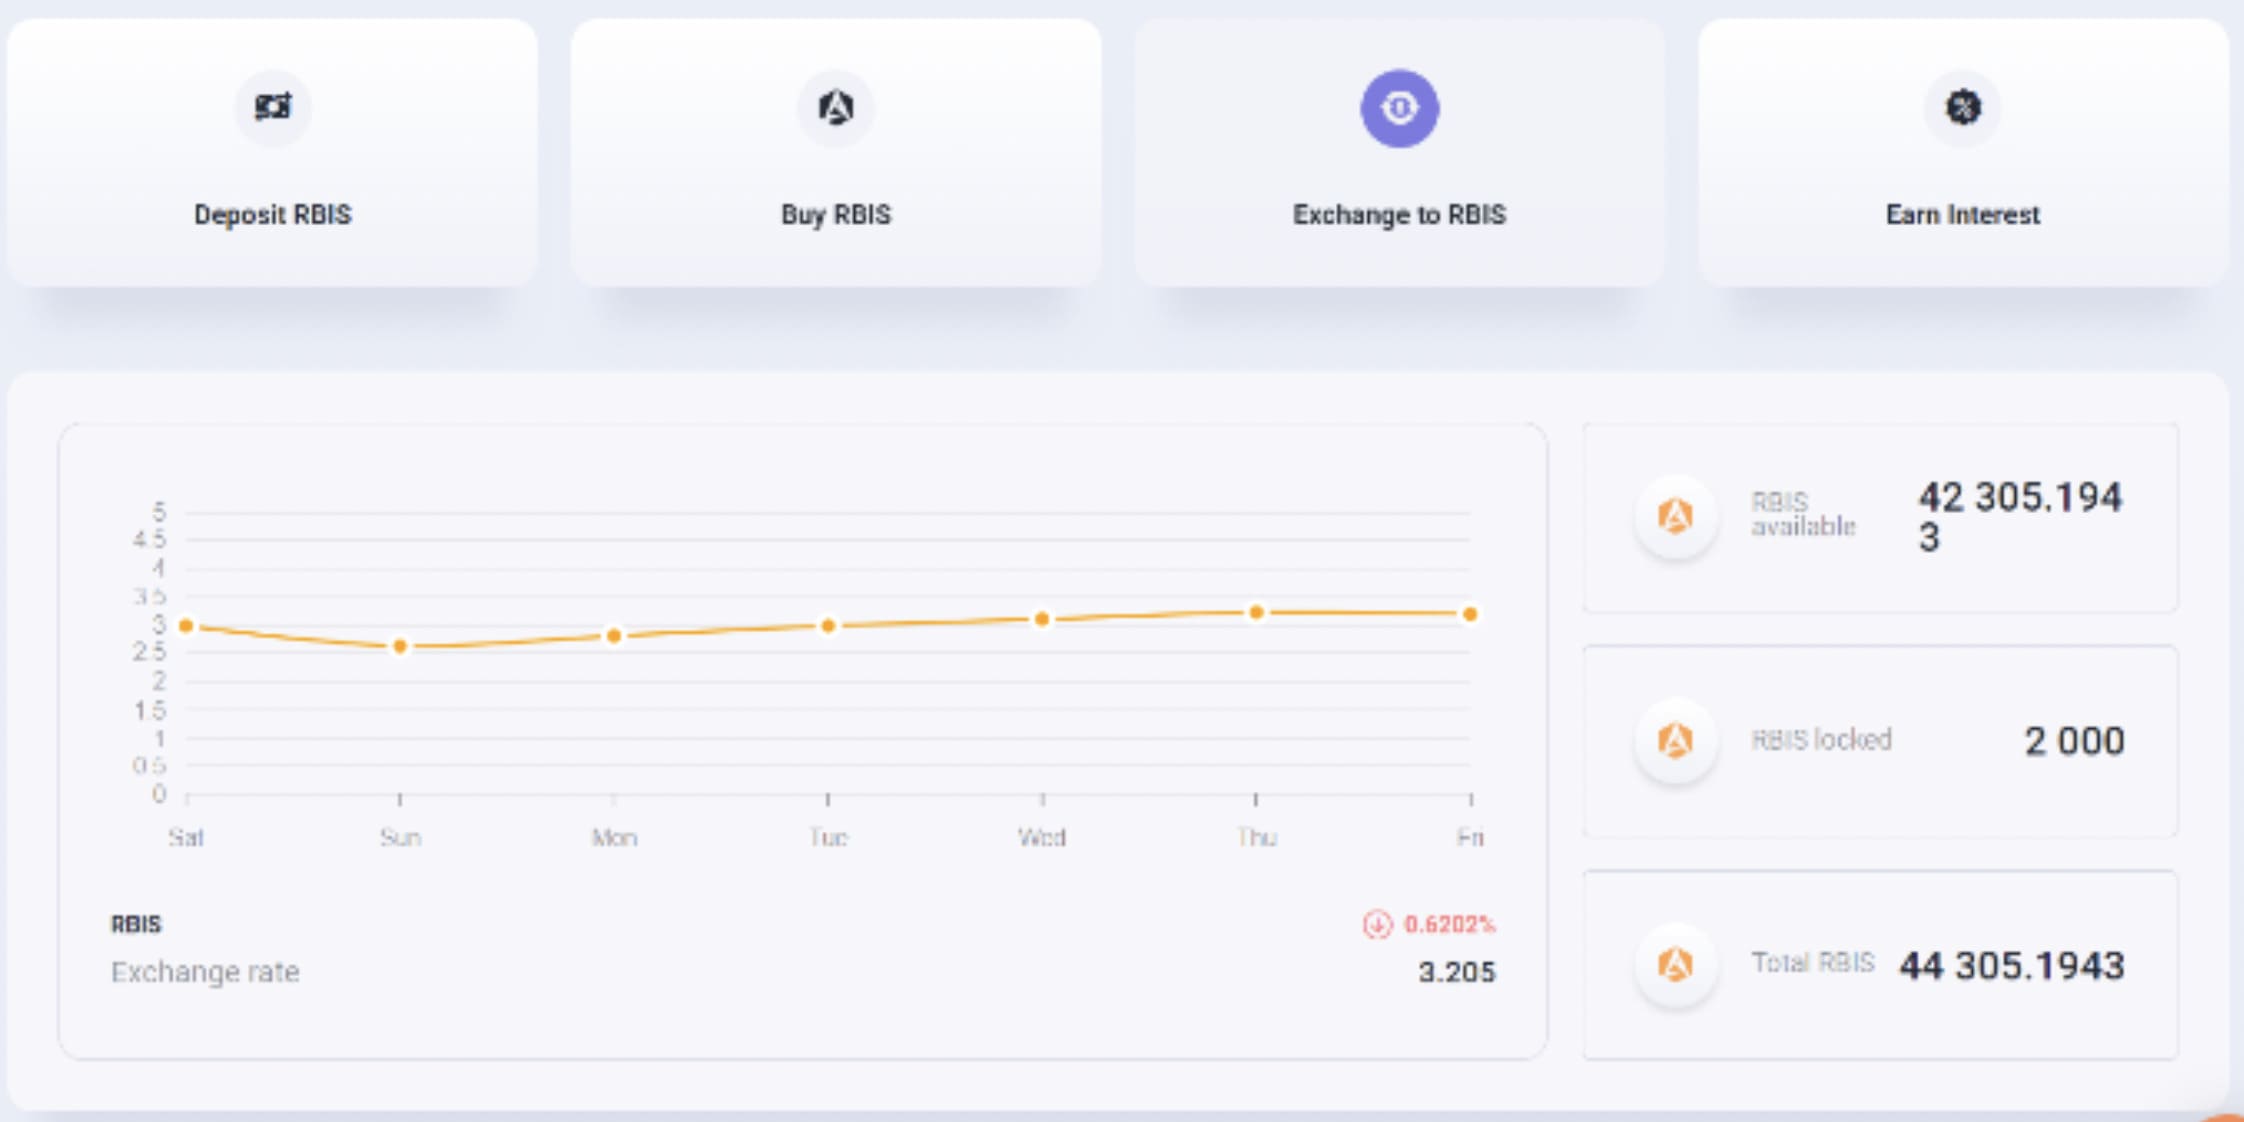 Deposit RBIS
Buy RBIS
Exchange to RBIS
Earn Interest
5
4.5
4
3.5
3
2.5
2
1.5
1
0.5
0
Sat
Sun
Mon
Tue
Wed
Thu
Fri
RBIS
0.6202%
Exchange rate
3.205
RBIS
available
42 305.194
3
RBIS locked
2 000
Total RBIS
44 305.1943